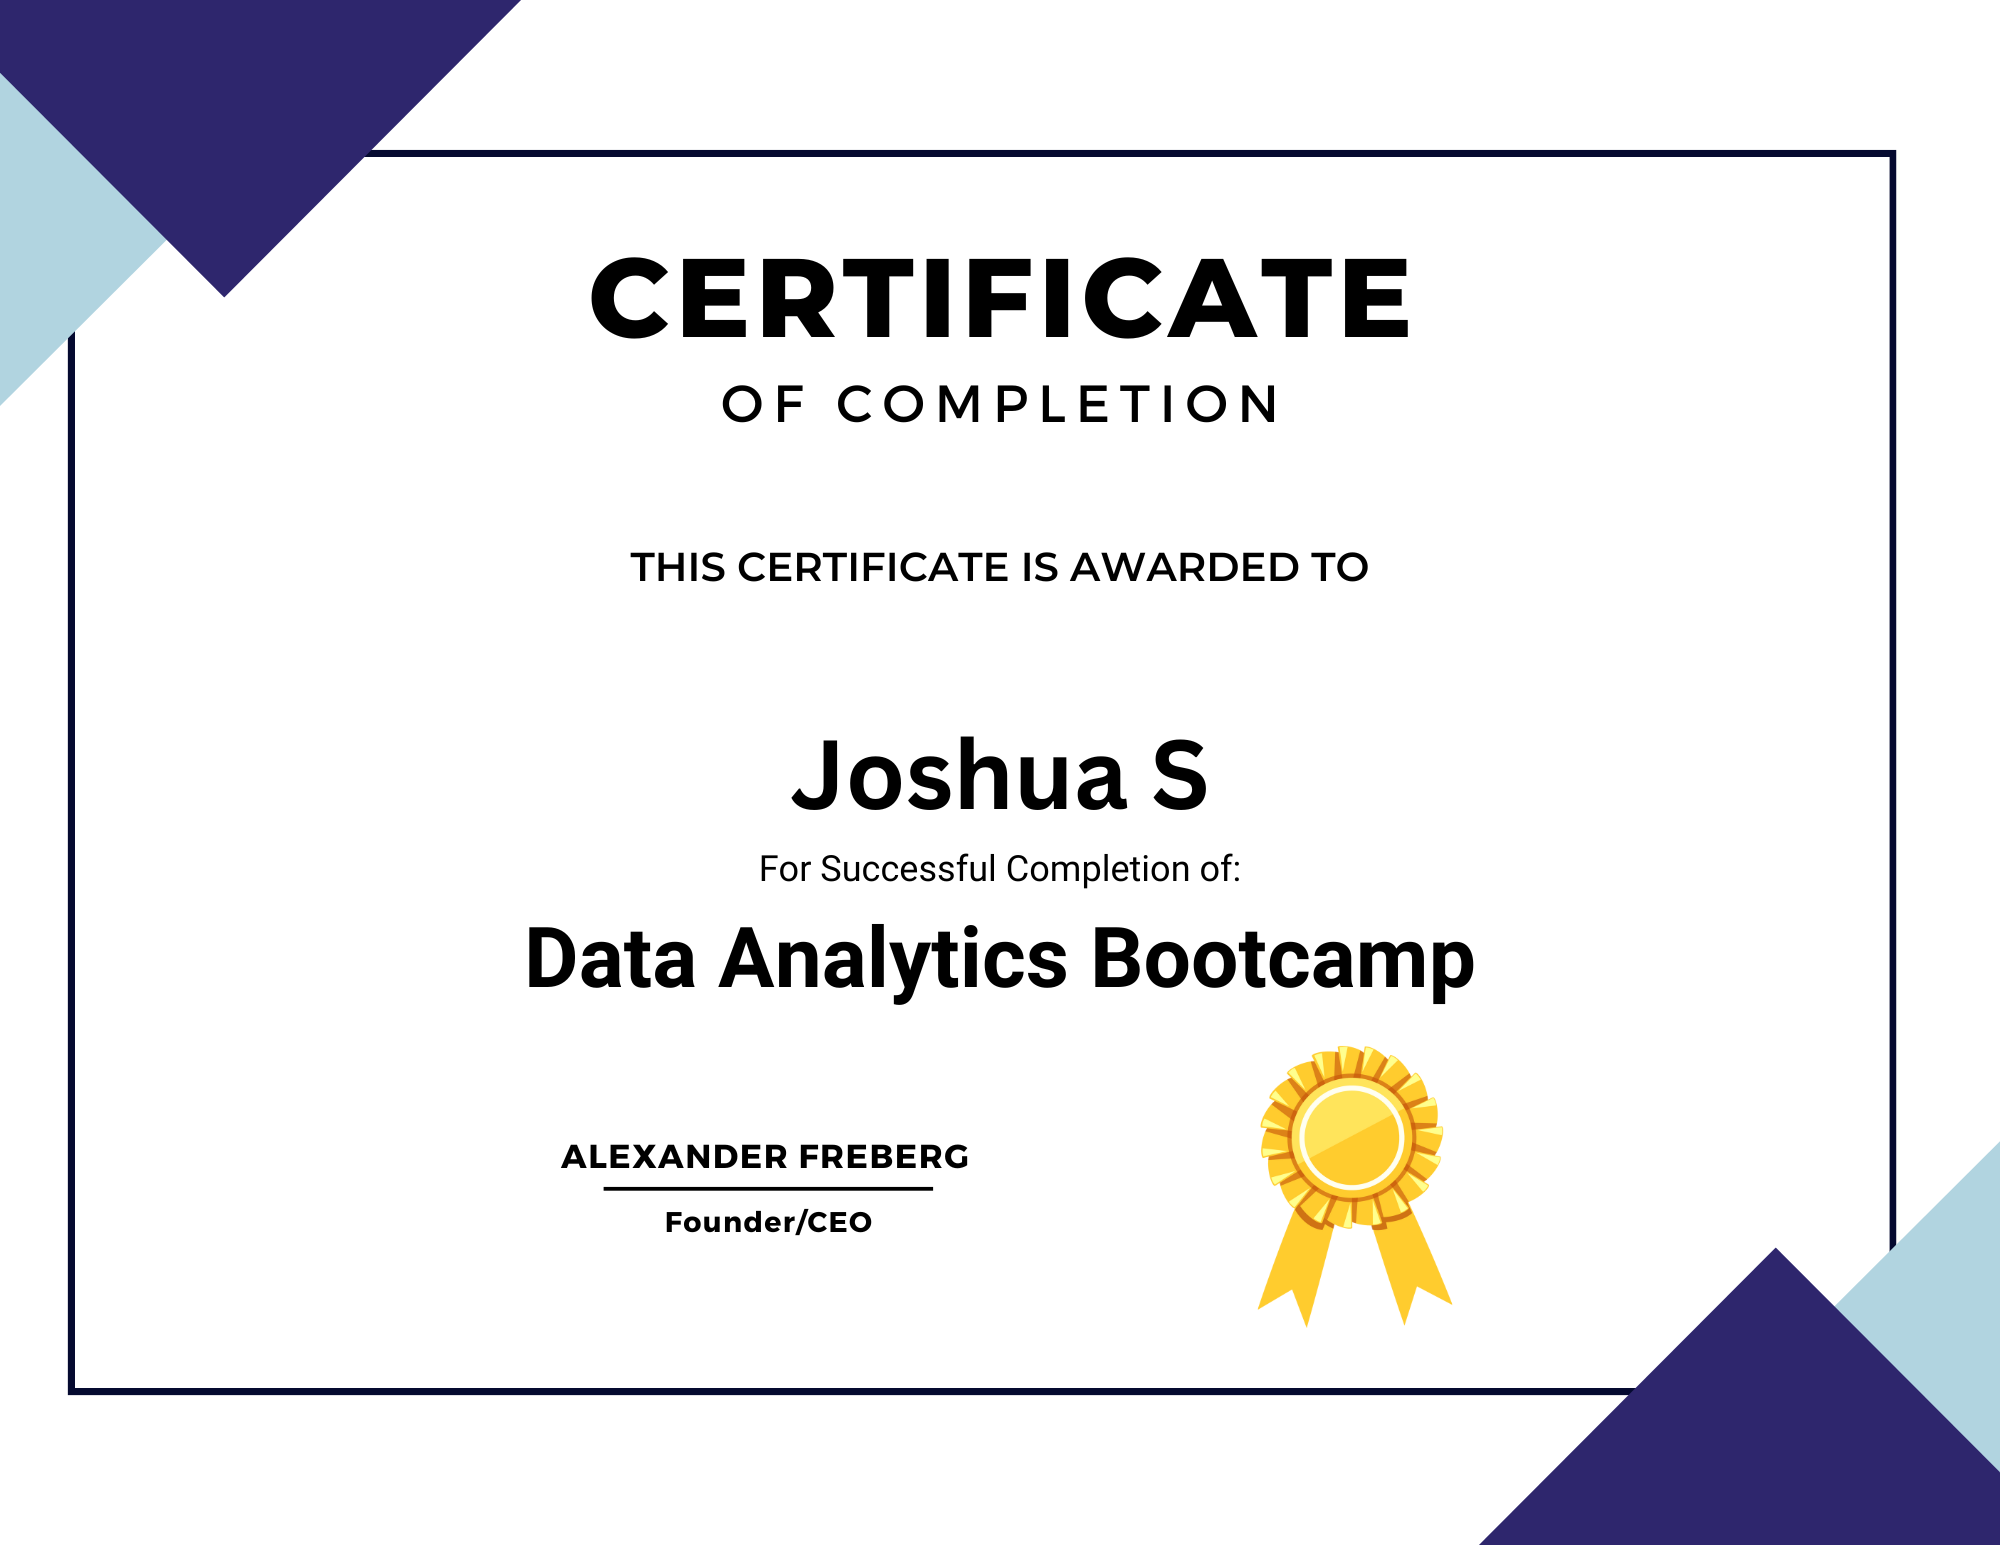 CERTIFICATE
OF COMPLETION
THIS CERTIFICATE IS AWARDED TO
Joshua S
For Successful Completion of:
Data Analytics Bootcamp
ALEXANDER FREBERG
Founder/CEO